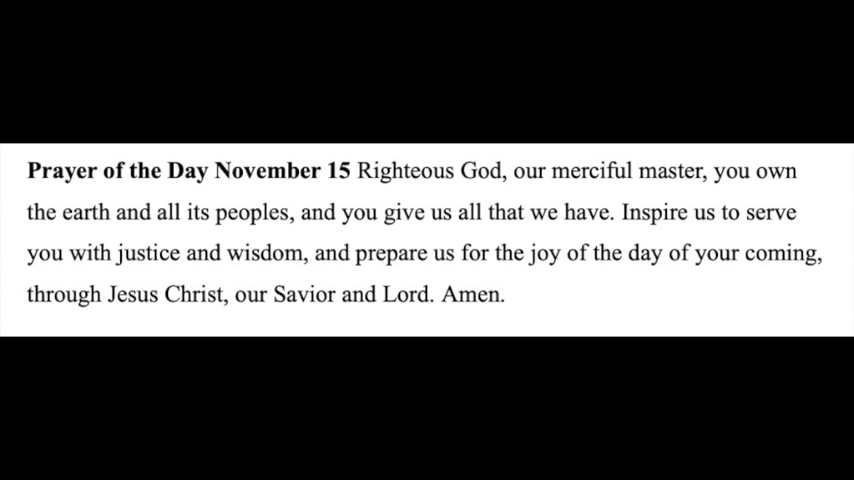 Prayer of the Day November 15 Righteous God, our merciful master, you own
the earth and all its peoples, and you give us all that we have. Inspire us to serve
you with justice and wisdom, and prepare us for the joy of the day of your coming,
through Jesus Christ, our Savior and Lord. Amen.